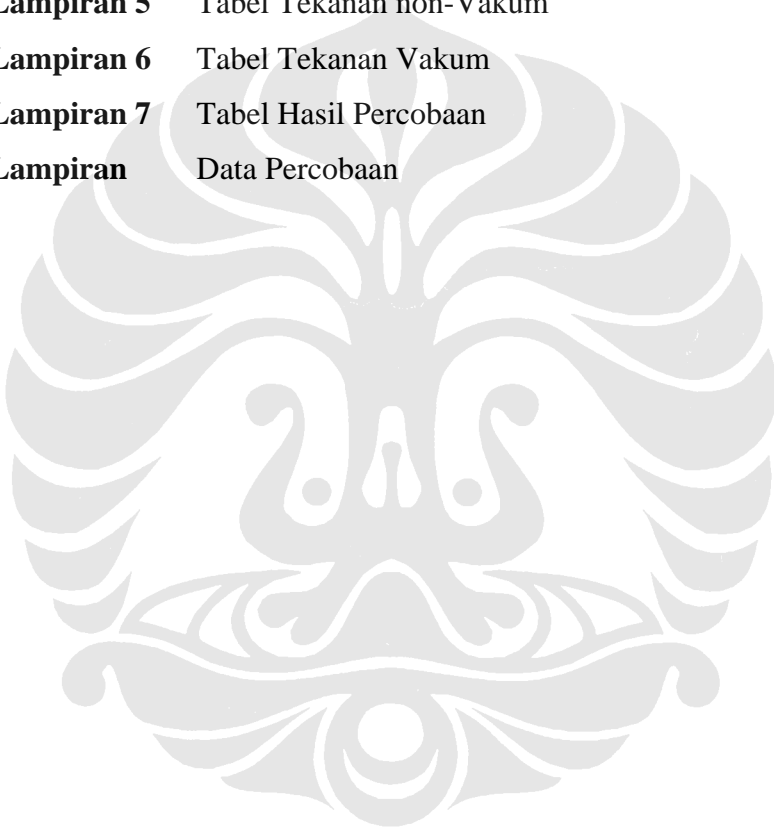 Lampiran 5 Tabel Tekanan non-Vakum
Lampiran 6 Tabel Tekanan Vakum
Lampiran 7 Tabel Hasil Percobaan
Lampiran Data Percobaan